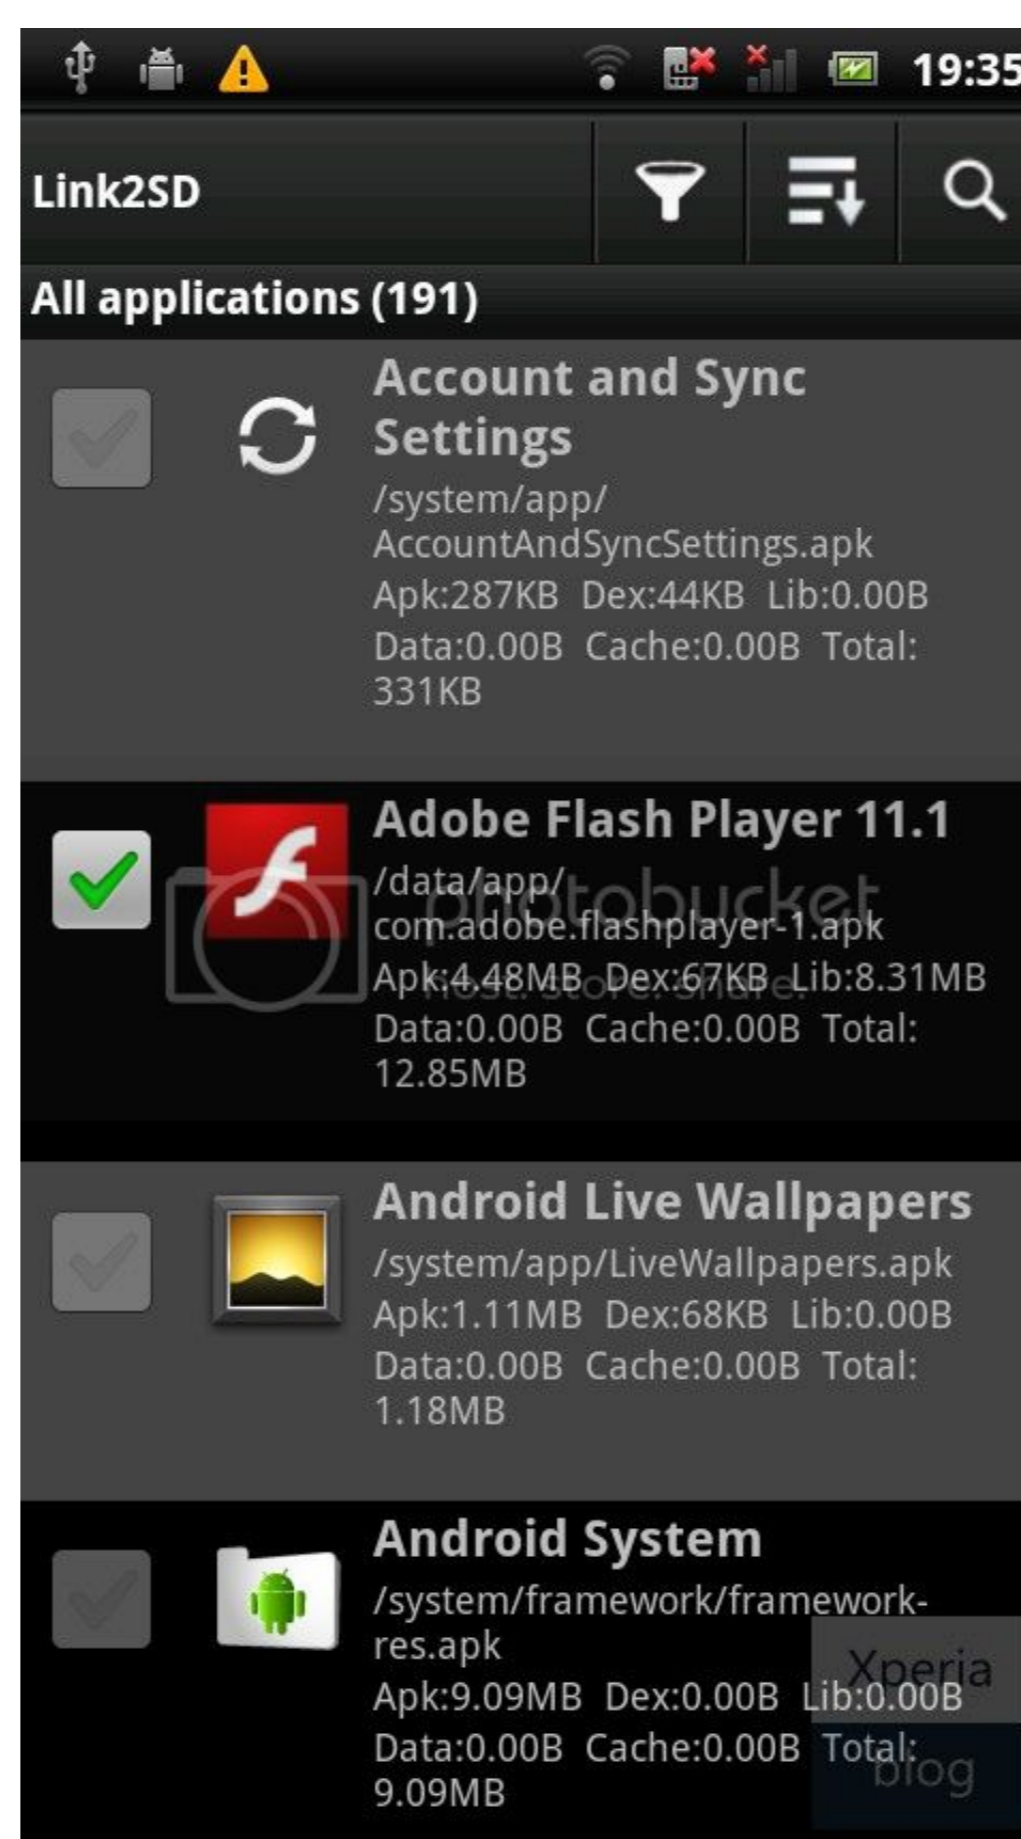 19:35
Link2SD
All applications (191)
Account and Sync
Settings
/system/app/
AccountAndSyncSettings.apk
Apk:287KB Dex:44KB Lib:0.00B
Data:0.00B Cache:0.00B Total:
331KB
Adobe Flash Player 11.1
/data/app/
com.adobe.flashplayer-1.apk
Apk:4.48MB Dex:67KB Lib:8.31MB
Data:0.00B Cache:0.00B Total:
12.85MB
photobucket
host. store. share.
Android Live Wallpapers
/system/app/LiveWallpapers.apk
Apk:1.11MB Dex:68KB Lib:0.00B
Data:0.00B Cache:0.00B Total:
1.18MB
Android System
/system/framework/framework-
res.apk
Apk:9.09MB Dex:0.00B Lib:0.00B
Data:0.00B Cache:0.00B Total:
9.09MB
Xperia
blog